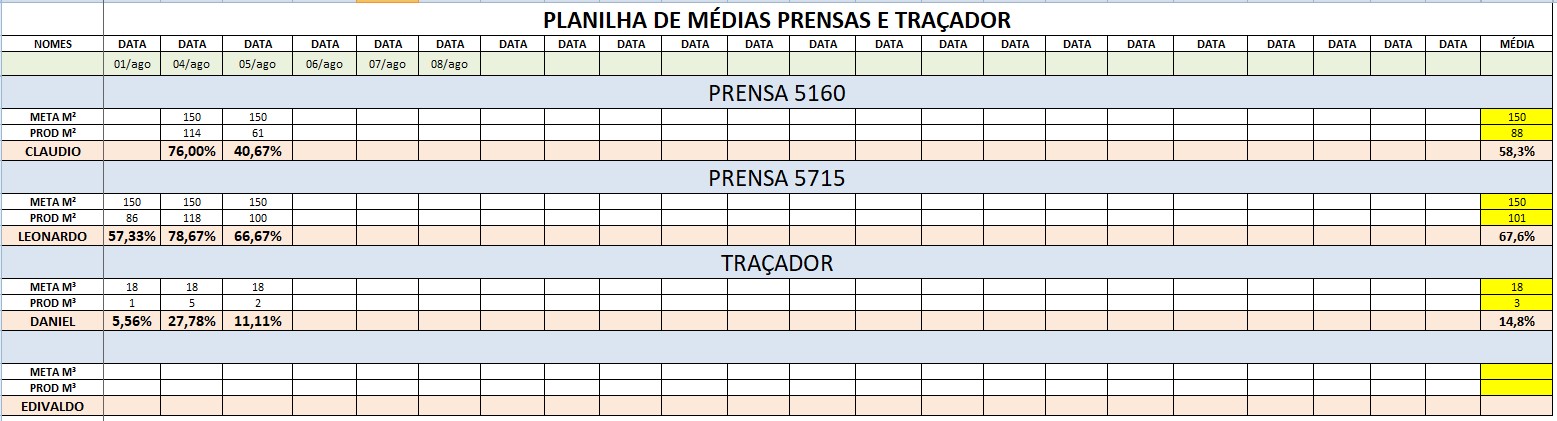 PLANILHA DE MÉDIAS PRENSAS E TRAÇADOR
NOMES DATA DATA DATA DATA DATA DATA DATA DATA DATA DATA DATA DATA DATA DATA DATA DATA DATA DATA DATA DATA DATA DATA MÉDIA
01/ago 04/ago 05/ago 06/ago 07/ago 08/ago
PRENSA 5160
META M² 150 150 150
PROD M² 114 61 88
CLAUDIO 76,00% 40,67% 58,3%
PRENSA 5715
META M² 150 150 150 150
PROD M² 86 118 100 101
LEONARDO 57,33% 78,67% 66,67% 67,6%
TRAÇADOR
META M³ 18 18 18 18
PROD M³ 1 5 2 3
DANIEL 5,56% 27,78% 11,11% 14,8%
META M³
PROD M³
EDIVALDO